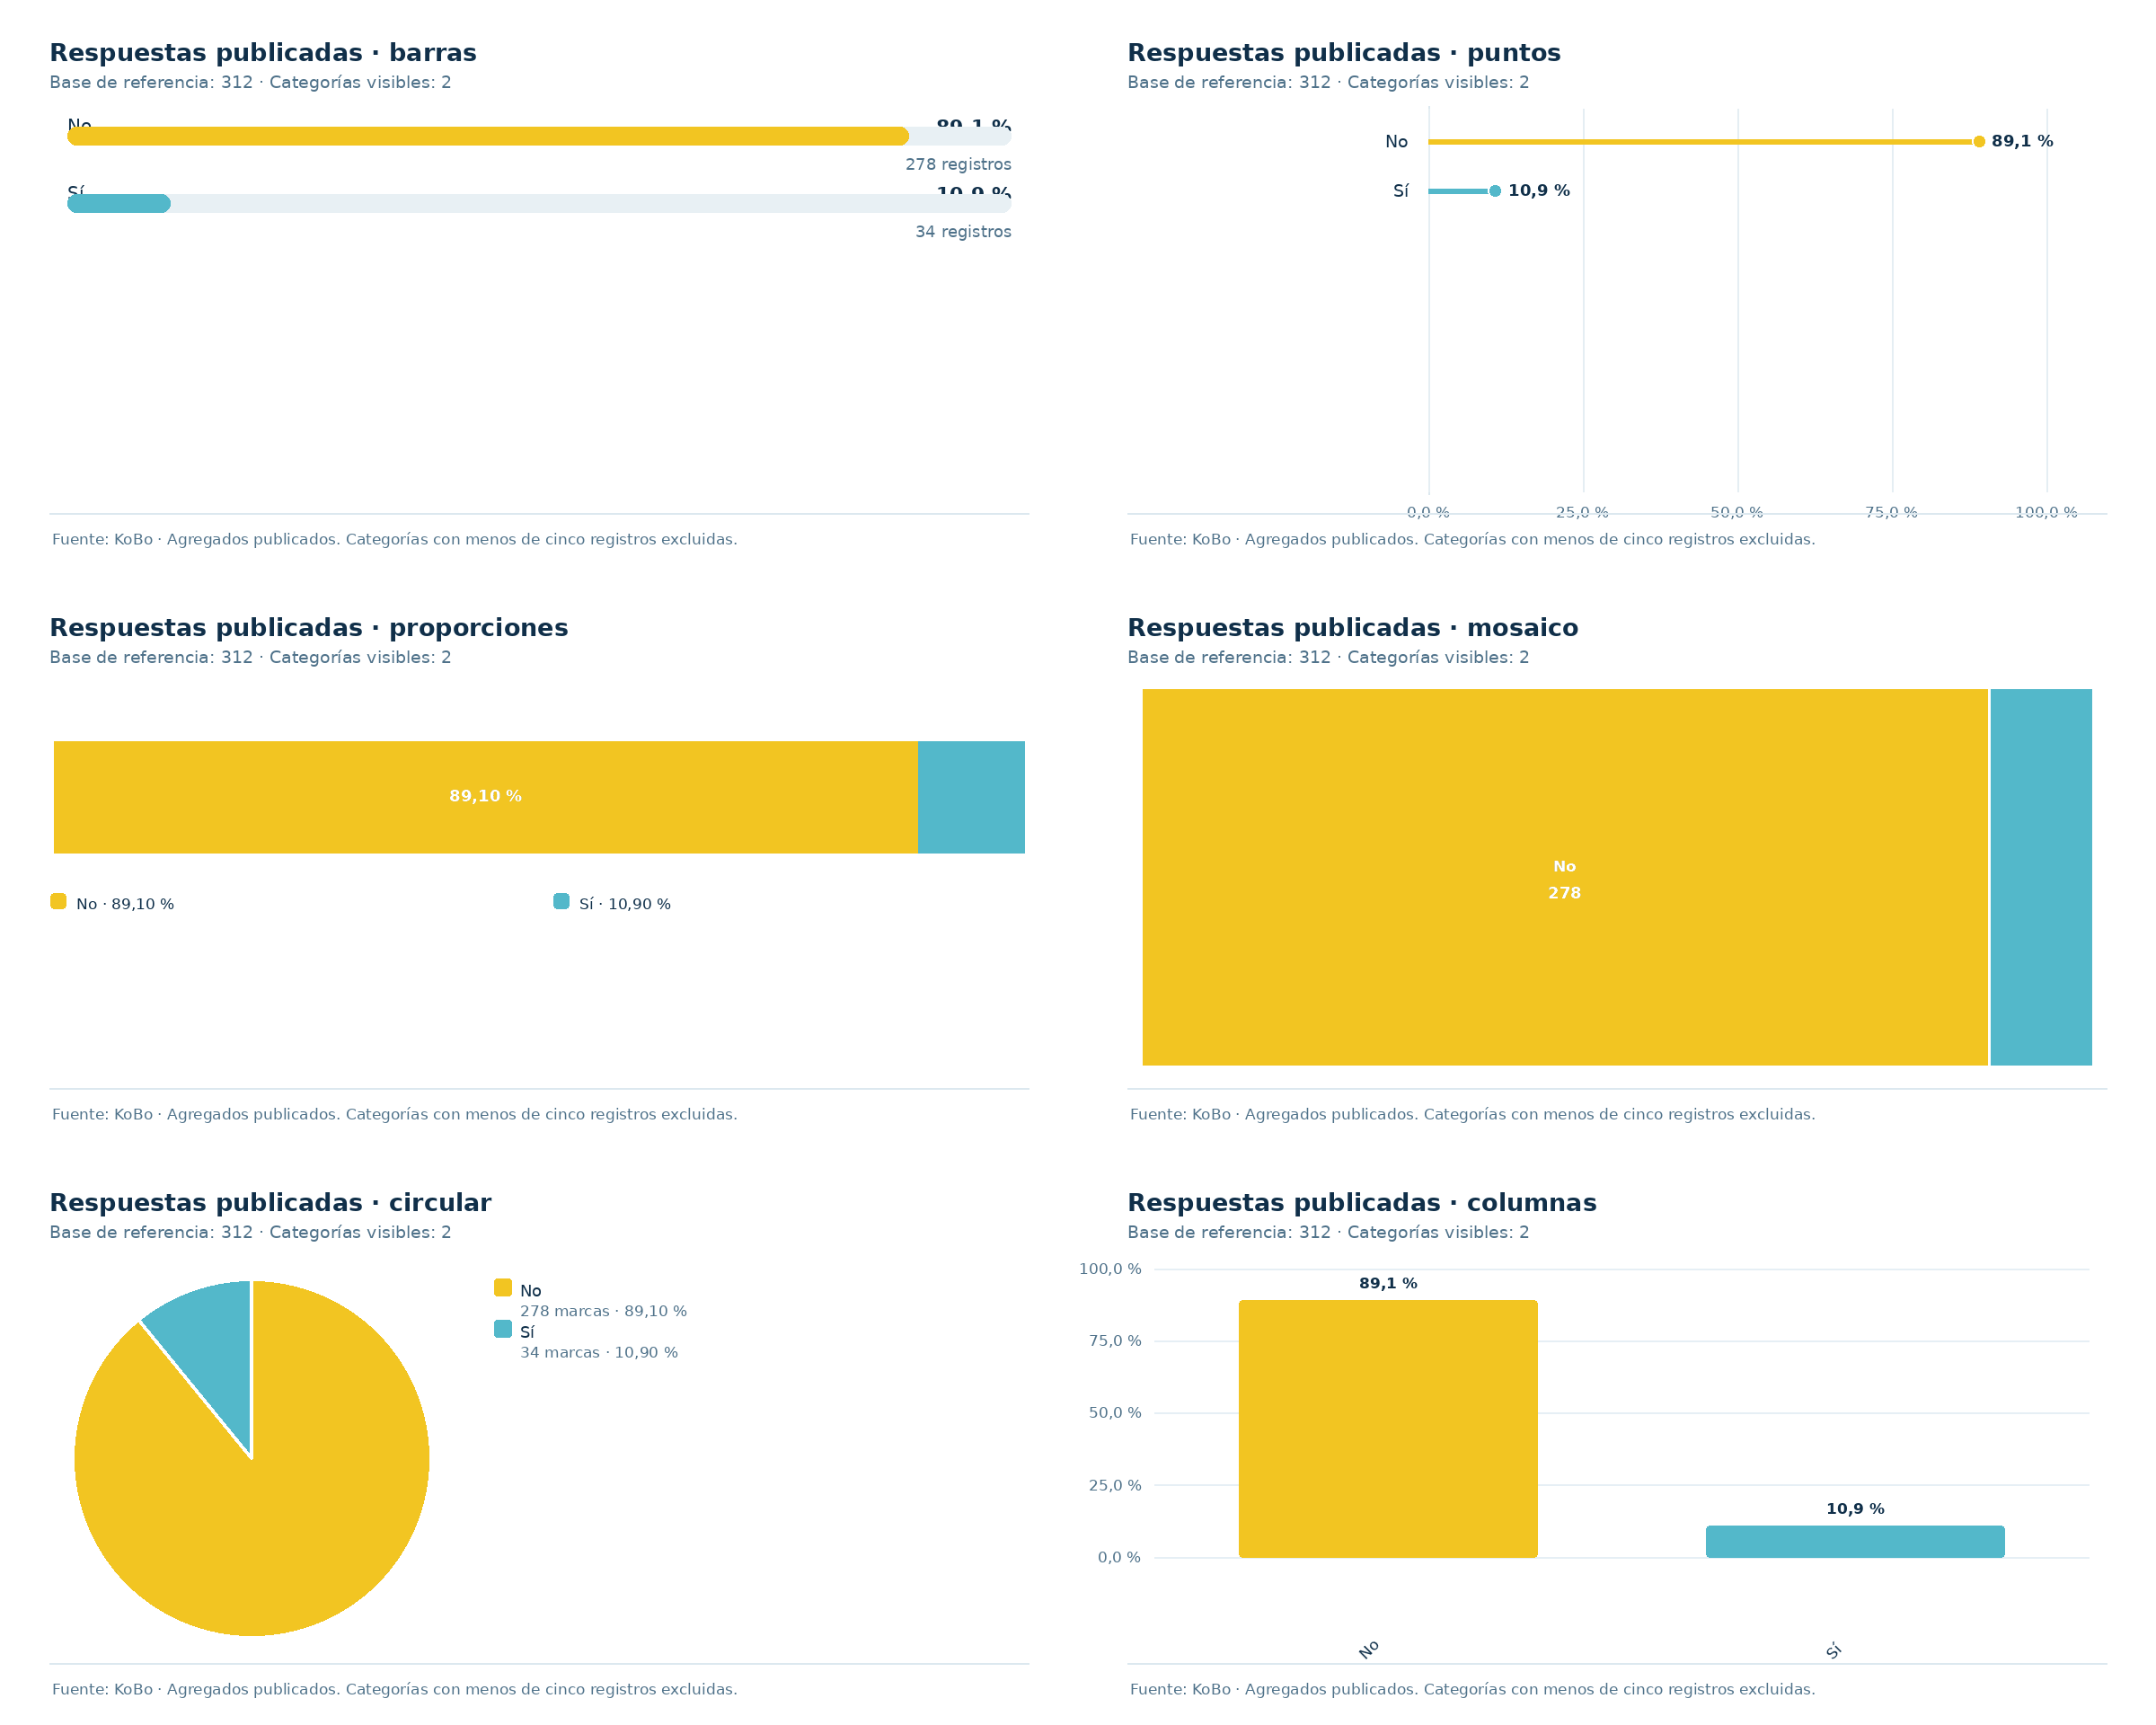 Respuestas publicadas · barras
Base de referencia: 312 · Categorías visibles: 2
No
89,1 %
278 registros
Sí
10,9 %
34 registros
Fuente: KoBo · Agregados publicados. Categorías con menos de cinco registros excluidas.
Respuestas publicadas · puntos
Base de referencia: 312 · Categorías visibles: 2
No
89,1 %
Sí
10,9 %
0,0 %
25,0 %
50,0 %
75,0 %
100,0 %
Fuente: KoBo · Agregados publicados. Categorías con menos de cinco registros excluidas.
Respuestas publicadas · proporciones
Base de referencia: 312 · Categorías visibles: 2
89,10 %
No · 89,10 %
Sí · 10,90 %
Fuente: KoBo · Agregados publicados. Categorías con menos de cinco registros excluidas.
Respuestas publicadas · mosaico
Base de referencia: 312 · Categorías visibles: 2
No
278
Fuente: KoBo · Agregados publicados. Categorías con menos de cinco registros excluidas.
Respuestas publicadas · circular
Base de referencia: 312 · Categorías visibles: 2
No
278 marcas · 89,10 %
Sí
34 marcas · 10,90 %
Fuente: KoBo · Agregados publicados. Categorías con menos de cinco registros excluidas.
Respuestas publicadas · columnas
Base de referencia: 312 · Categorías visibles: 2
100,0 %
75,0 %
50,0 %
25,0 %
0,0 %
89,1 %
10,9 %
No
Sí
Fuente: KoBo · Agregados publicados. Categorías con menos de cinco registros excluidas.